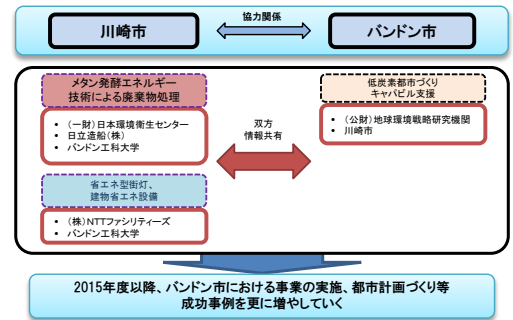 協力関係
川崎市
バンドン市
メタン発酵エネルギー
技術による廃棄物処理
• （一財）日本環境衛生センター
• 日立造船（株）
• バンドン工科大学
省エネ型街灯、
建物省エネ設備
• （株）NTTファシリティーズ
• バンドン工科大学
双方
情報共有
低炭素都市づくり
キャパビル支援
• （公財）地球環境戦略研究機関
• 川崎市
2015年度以降、バンドン市における事業の実施、都市計画づくり等
成功事例を更に増やしていく